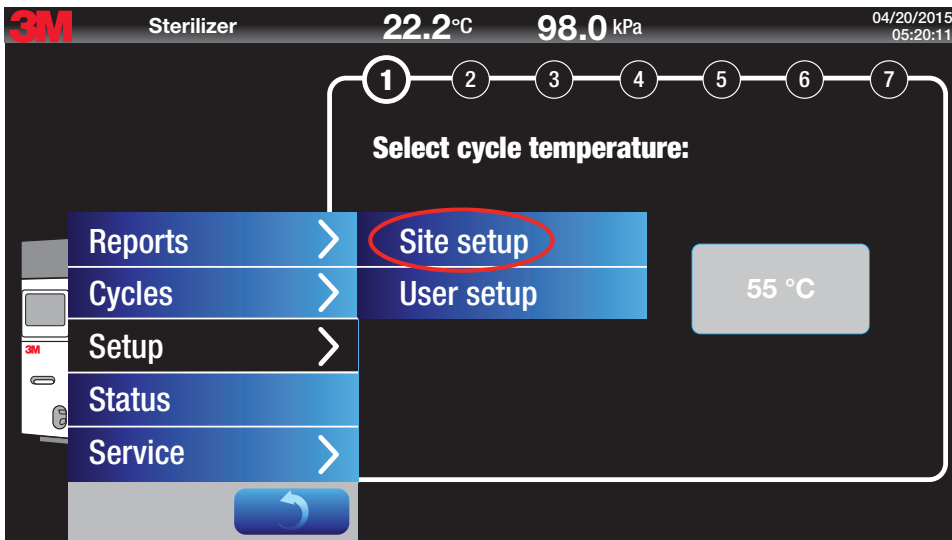 3M Sterilizer 22.2°C 98.0 kPa 04/20/2015
05:20:11
1 2 3 4 5 6 7
Select cycle temperature:
Reports Site setup
Cycles User setup
55 °C
Setup
3M
Status
Service